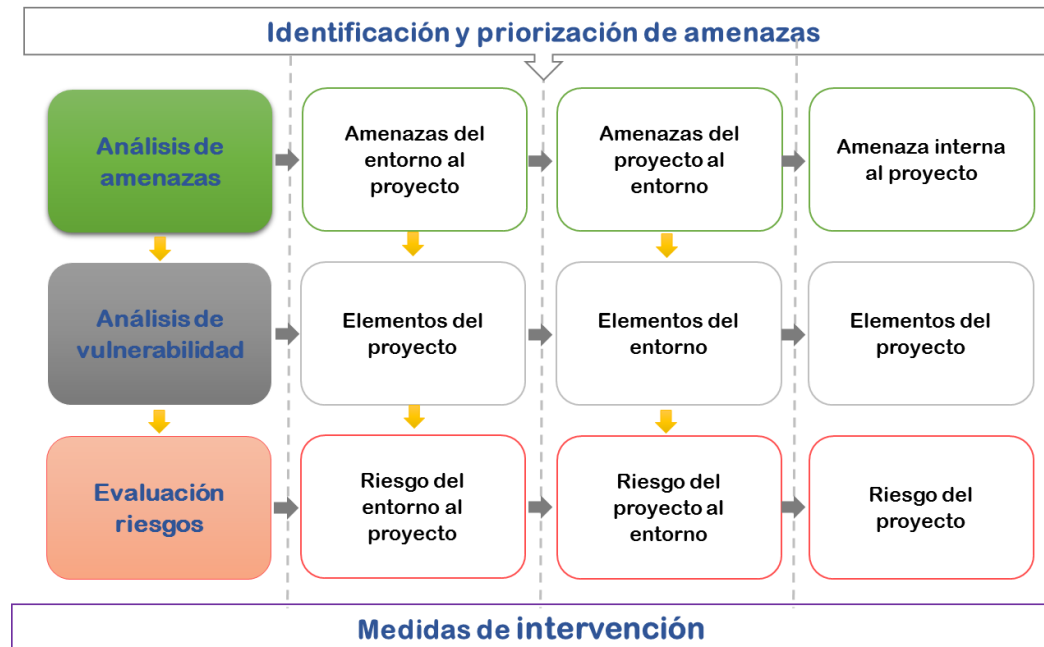 Identificación y priorización de amenazas
Análisis de
amenazas
Amenazas del
entorno al
proyecto
Amenazas del
proyecto al
entorno
Amenaza interna
al proyecto
Análisis de
vulnerabilidad
Elementos del
proyecto
Elementos del
entorno
Elementos del
proyecto
Evaluación
riesgos
Riesgo del
entorno al
proyecto
Riesgo del
proyecto al
entorno
Riesgo del
proyecto
Medidas de intervención